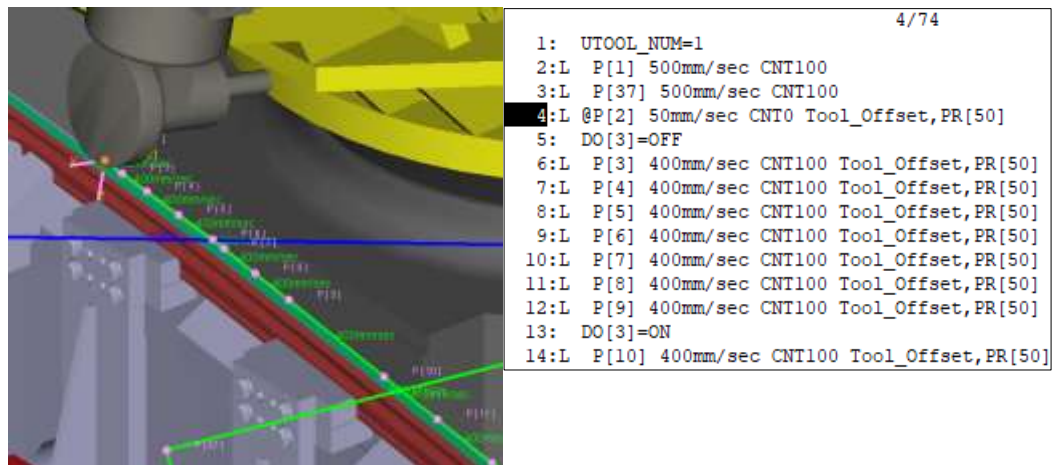 4/74
1: UTOOL_NUM=1
2:L P[1] 500mm/sec CNT100
3:L P[37] 500mm/sec CNT100
4:L @P[2] 50mm/sec CNT0 Tool_Offset,PR[50]
5: DO[3]=OFF
6:L P[3] 400mm/sec CNT100 Tool_Offset,PR[50]
7:L P[4] 400mm/sec CNT100 Tool_Offset,PR[50]
8:L P[5] 400mm/sec CNT100 Tool_Offset,PR[50]
9:L P[6] 400mm/sec CNT100 Tool_Offset,PR[50]
10:L P[7] 400mm/sec CNT100 Tool_Offset,PR[50]
11:L P[8] 400mm/sec CNT100 Tool_Offset,PR[50]
12:L P[9] 400mm/sec CNT100 Tool_Offset,PR[50]
13: DO[3]=ON
14:L P[10] 400mm/sec CNT100 Tool_Offset,PR[50]